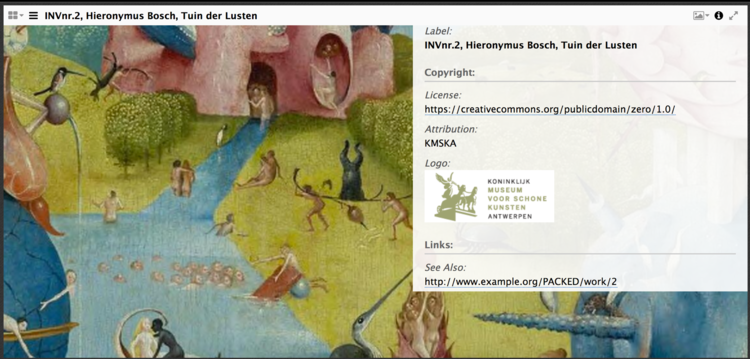 INVnr.2, Hieronymus Bosch, Tuin der Lusten
Label:
INVnr.2, Hieronymus Bosch, Tuin der Lusten
Copyright:
License:
https://creativecommons.org/publicdomain/zero/1.0/
Attribution:
KMSKA
Logo:
KONINKLIJK
MUSEUM
VOOR SCHONE
KUNSTEN
ANTWERPEN
Links:
See Also:
http://www.example.org/PACKED/work/2